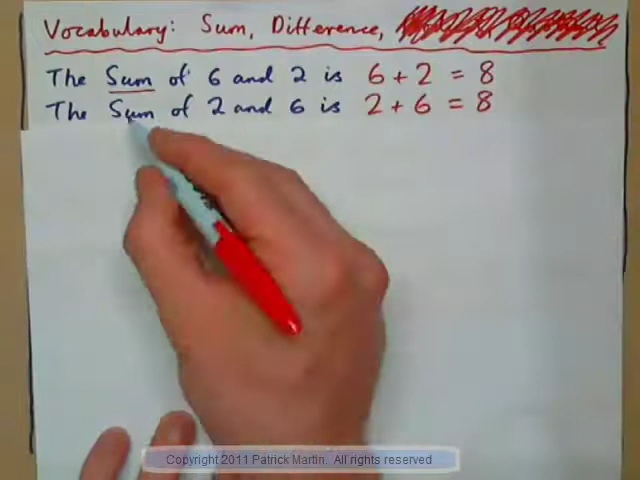 Vocabulary: Sum, Difference,
The Sum of 6 and 2 is 6 + 2 = 8
The Sum of 2 and 6 is 2 + 6 = 8
Copyright 2011 Patrick Martin. All rights reserved